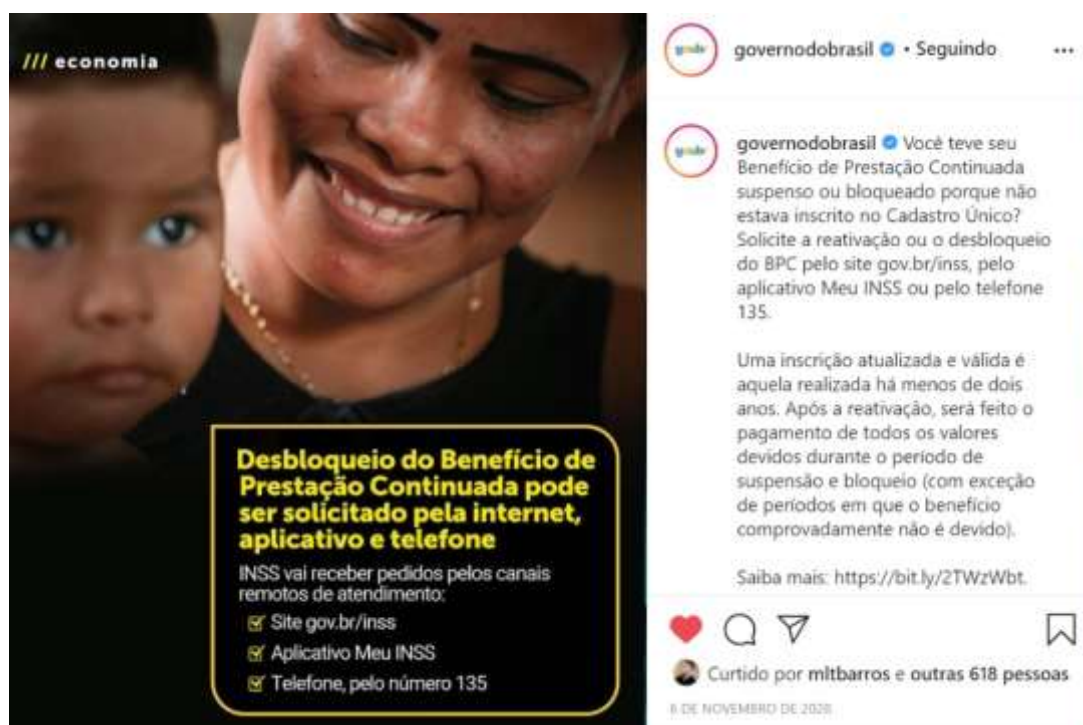 /// economia
Desbloqueio do Benefício de
Prestação Continuada pode
ser solicitado pela internet,
aplicativo e telefone
INSS vai receber pedidos pelos canais
remotos de atendimento:
Site gov.br/inss
Aplicativo Meu INSS
Telefone, pelo número 135
governodobrasil • Seguindo
governodobrasil Você teve seu
Benefício de Prestação Continuada
suspenso ou bloqueado porque não
estava inscrito no Cadastro Único?
Solicite a reativação ou o desbloqueio
do BPC pelo site gov.br/inss, pelo
aplicativo Meu INSS ou pelo telefone
135.
Uma inscrição atualizada e válida é
aquela realizada há menos de dois
anos. Após a reativação, será feito o
pagamento de todos os valores
devidos durante o período de
suspensão e bloqueio (com exceção
de períodos em que o benefício
comprovadamente não é devido).
Saiba mais: https://bit.ly/2TWzWbt.
Curtido por mltbarros e outras 618 pessoas
6 DE NOVEMBRO DE 2020